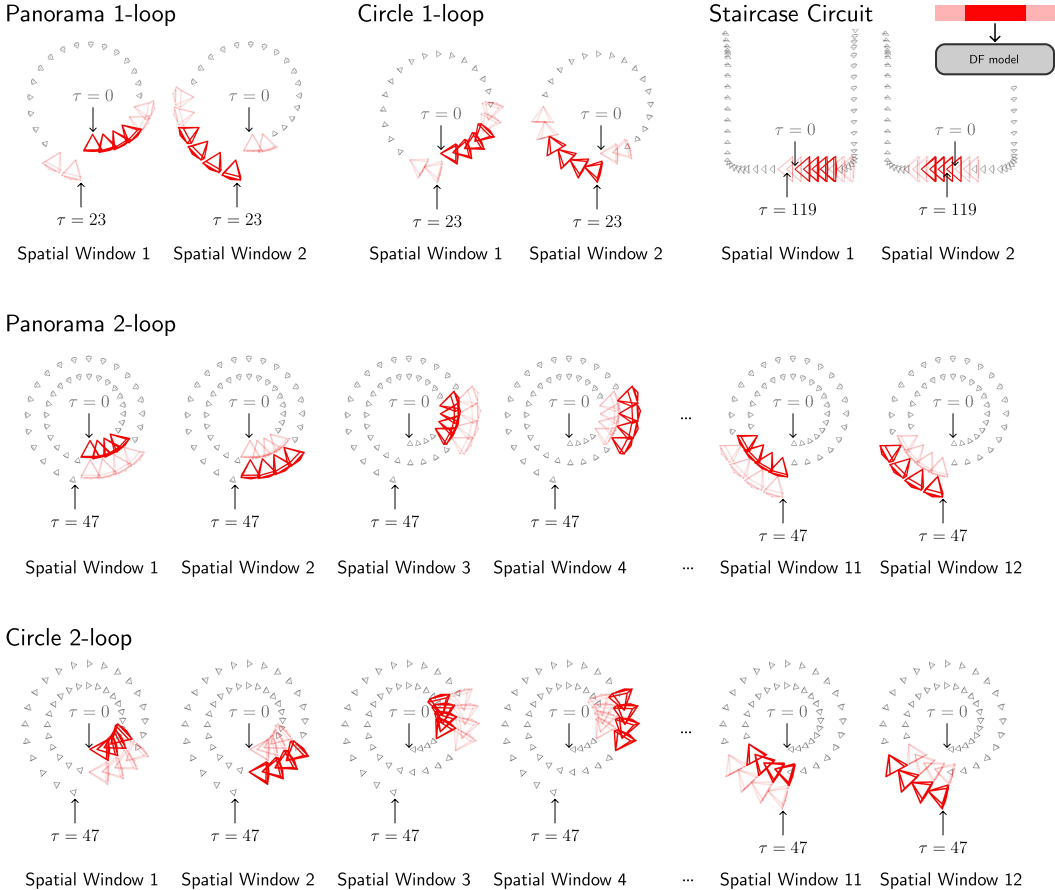 Panorama 1-loop
Circle 1-loop
Staircase Circuit
DF model
τ = 0
τ = 0
τ = 0
τ = 0
τ = 0
τ = 0
τ = 23
τ = 23
τ = 23
τ = 23
τ = 119
τ = 119
Spatial Window 1
Spatial Window 2
Spatial Window 1
Spatial Window 2
Spatial Window 1
Spatial Window 2
Panorama 2-loop
τ = 0
τ = 0
τ = 0
τ = 0
...
τ = 0
τ = 0
τ = 47
τ = 47
τ = 47
τ = 47
τ = 47
τ = 47
Spatial Window 1
Spatial Window 2
Spatial Window 3
Spatial Window 4
...
Spatial Window 11
Spatial Window 12
Circle 2-loop
τ = 0
τ = 0
τ = 0
τ = 0
...
τ = 0
τ = 0
τ = 47
τ = 47
τ = 47
τ = 47
τ = 47
τ = 47
Spatial Window 1
Spatial Window 2
Spatial Window 3
Spatial Window 4
...
Spatial Window 11
Spatial Window 12